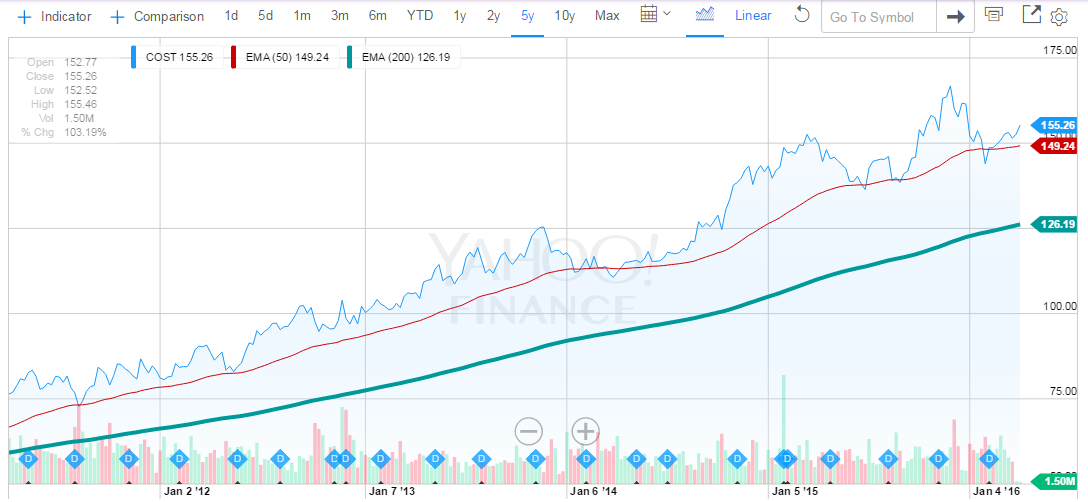 Indicator Comparison 1d 5d 1m 3m 6m YTD 1y 2y 5y 10y Max Linear Go To Symbol
175.00
COST 155.26 EMA (50) 149.24 EMA (200) 126.19
Open 152.77
Close 155.26
Low 152.52
High 155.46
Vol 1.50M
% Chg 103.19%
155.26
150.00
149.24
126.19
YAHOO!
FINANCE
100.00
75.00
D D D D D D D D D D D D D D D D D D D D D
1.50M
Jan 2 '12 Jan 7 '13 Jan 6 '14 Jan 5 '15 Jan 4 '16